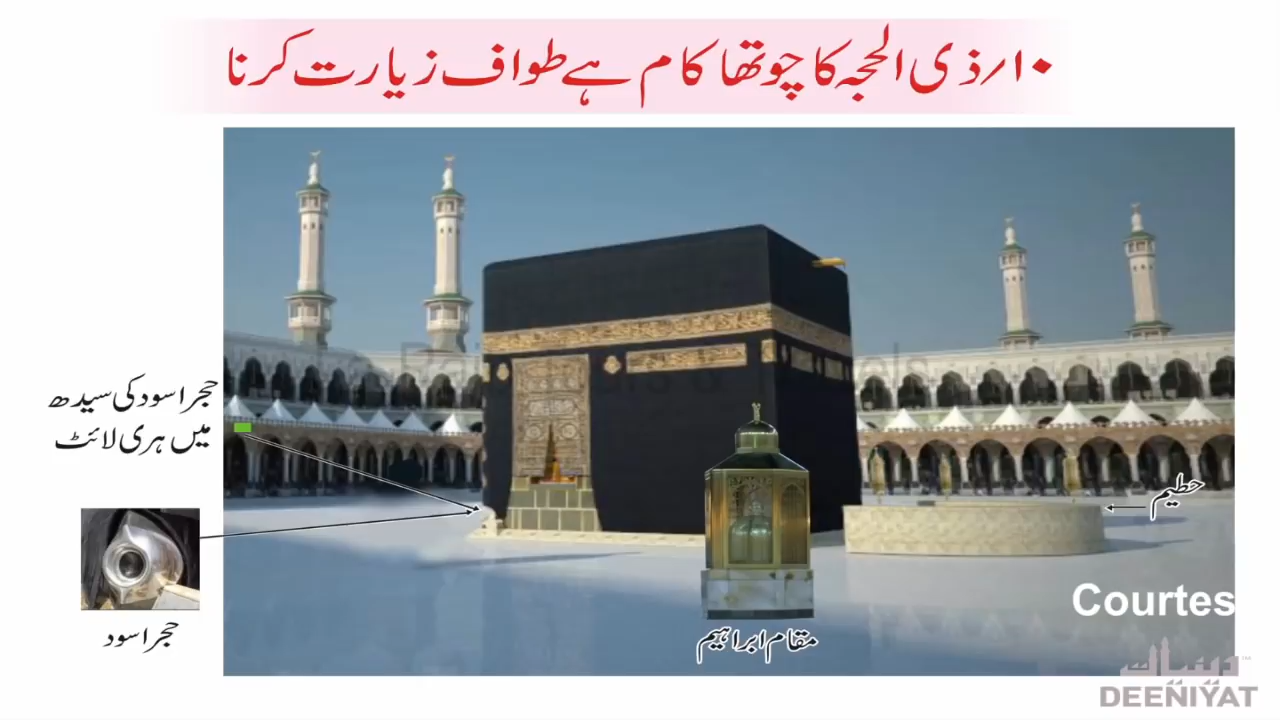 ۱۰؍ذی الحجہ کا چوتھا کام ہے طواف زیارت کرنا
حجر اسود کی سیدھ
میں ہری لائٹ
حطیم
حجر اسود
مقام ابراہیم
Courtes
دینیات
DEENIYAT